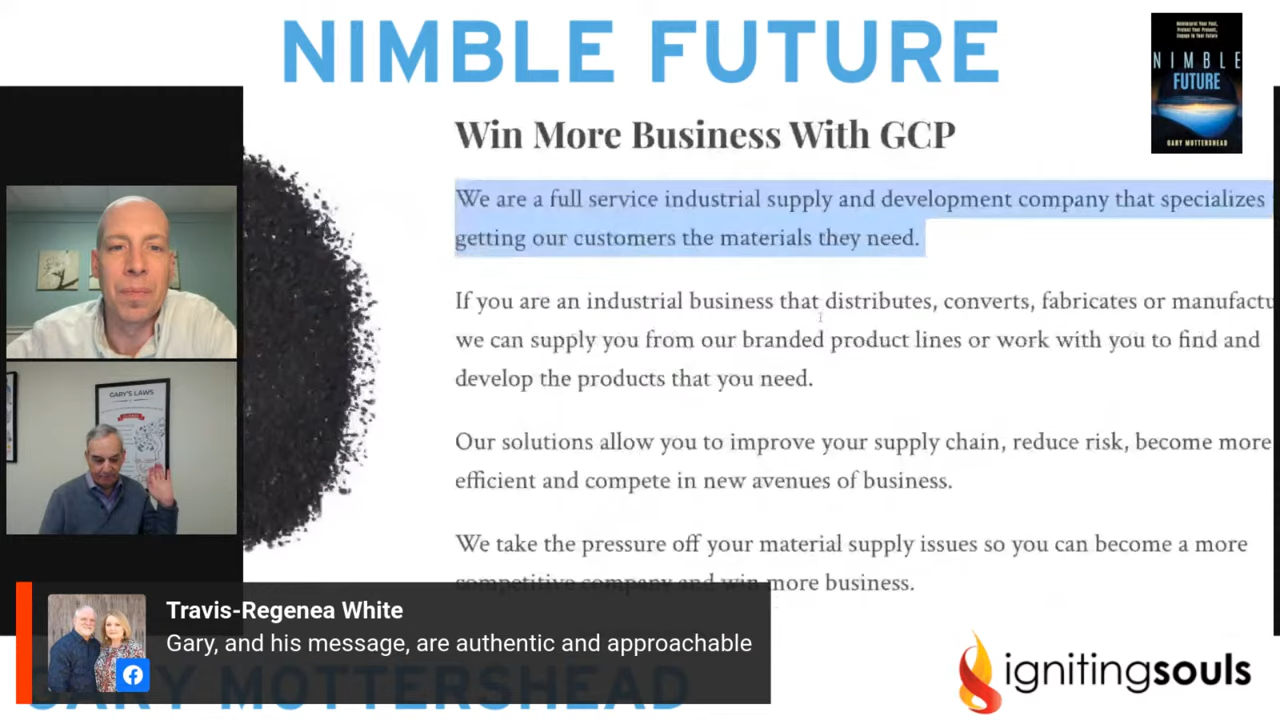 NIMBLE FUTURE
NIMBLE
FUTURE
GARY MOTTERSHEAD
Win More Business With GCP
We are a full service industrial supply and development company that specializes
getting our customers the materials they need.
If you are an industrial business that distributes, converts, fabricates or manufactu
we can supply you from our branded product lines or work with you to find and
develop the products that you need.
Our solutions allow you to improve your supply chain, reduce risk, become more
efficient and compete in new avenues of business.
We take the pressure off your material supply issues so you can become a more
competitive company and win more business.
GARY'S LAWS
Travis-Regenea White
Gary, and his message, are authentic and approachable
GARY MOTTERSHEAD
ignitingsouls